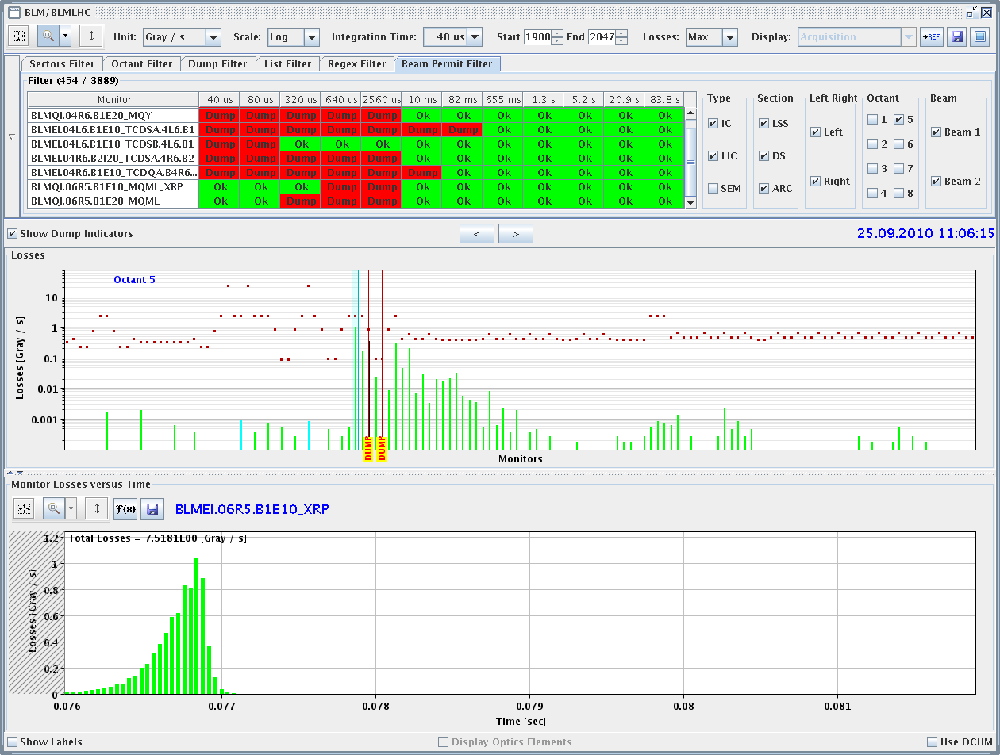 BLM/BLMLHC
Unit: Gray / s Scale: Log Integration Time: 40 us Start 1900 End 2047 Losses: Max Display: Acquisition →REF
Sectors Filter Octant Filter Dump Filter List Filter Regex Filter Beam Permit Filter
Filter (454 / 3889)
Monitor 40 us 80 us 320 us 640 us 2560 us 10 ms 82 ms 655 ms 1.3 s 5.2 s 20.9 s 83.8 s
BLMQI.04R6.B1E20_MQY Dump Dump Dump Dump Dump Ok Ok Ok Ok Ok Ok Ok
BLMEI.04L6.B1E10_TCDSA.4L6.B1 Dump Dump Dump Dump Dump Dump Dump Ok Ok Ok Ok Ok
BLMEI.04L6.B1E10_TCDSB.4L6.B1 Dump Dump Ok Ok Ok Ok Ok Ok Ok Ok Ok Ok
BLMEI.04R6.B2I20_TCDSA.4R6.B2 Dump Dump Dump Dump Dump Ok Ok Ok Ok Ok Ok Ok
BLMEI.04R6.B1E10_TCDQA.B4R6... Dump Dump Dump Dump Dump Dump Ok Ok Ok Ok Ok Ok
BLMQI.06R5.B1E10_MQML_XRP Ok Ok Ok Dump Dump Ok Ok Ok Ok Ok Ok Ok
BLMQI.06R5.B1E20_MQML Ok Ok Dump Dump Dump Ok Ok Ok Ok Ok Ok Ok
Type
IC
LIC
SEM
Section
LSS
DS
ARC
Left Right
Left
Right
Octant
1 5
2 6
3 7
4 8
Beam
Beam 1
Beam 2
Show Dump Indicators < > 25.09.2010 11:06:15
Losses
Octant 5
Losses [Gray / s]
10
1
0.1
0.01
0.001
DUMP DUMP
Monitors
Monitor Losses versus Time
F(x) BLMEI.06R5.B1E10_XRP
Total Losses = 7.5181E00 [Gray / s]
Losses [Gray / s]
1.2
1
0.8
0.6
0.4
0.2
0
0.076 0.077 0.078 0.079 0.08 0.081
Time [sec]
Show Labels Display Optics Elements Use DCUM